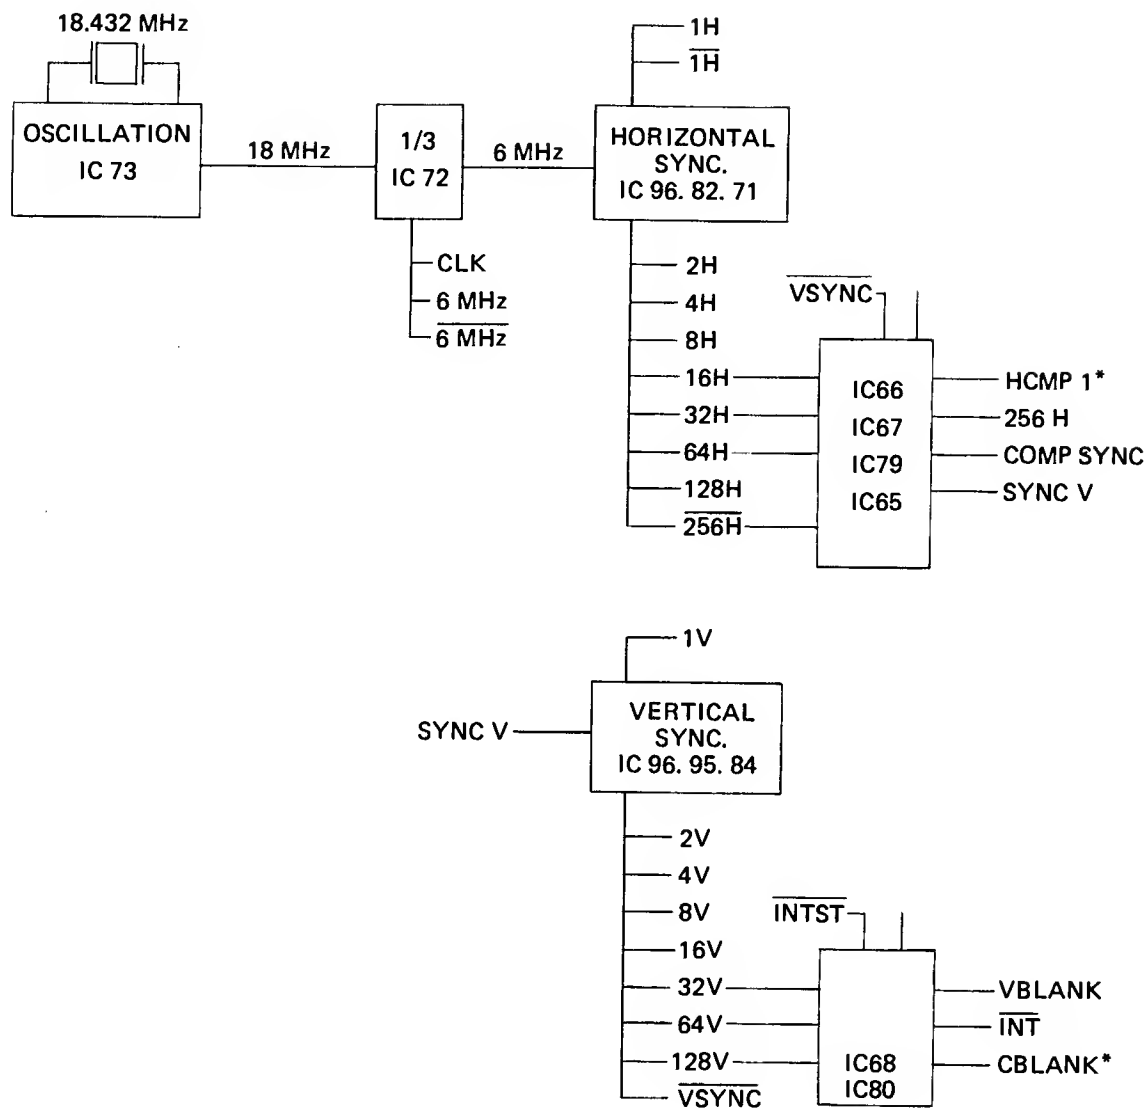 18.432 MHz
OSCILLATION
IC 73
18 MHz
1/3
IC 72
6 MHz
CLK
6 MHz
6 MHz
1H
1H
HORIZONTAL
SYNC.
IC 96. 82. 71
2H
4H
8H
16H
32H
64H
128H
256H
VSYNC
IC66
IC67
IC79
IC65
HCMP 1*
256 H
COMP SYNC
SYNC V
1V
SYNC V
VERTICAL
SYNC.
IC 96. 95. 84
2V
4V
8V
16V
32V
64V
128V
VSYNC
INTST
IC68
IC80
VBLANK
INT
CBLANK*